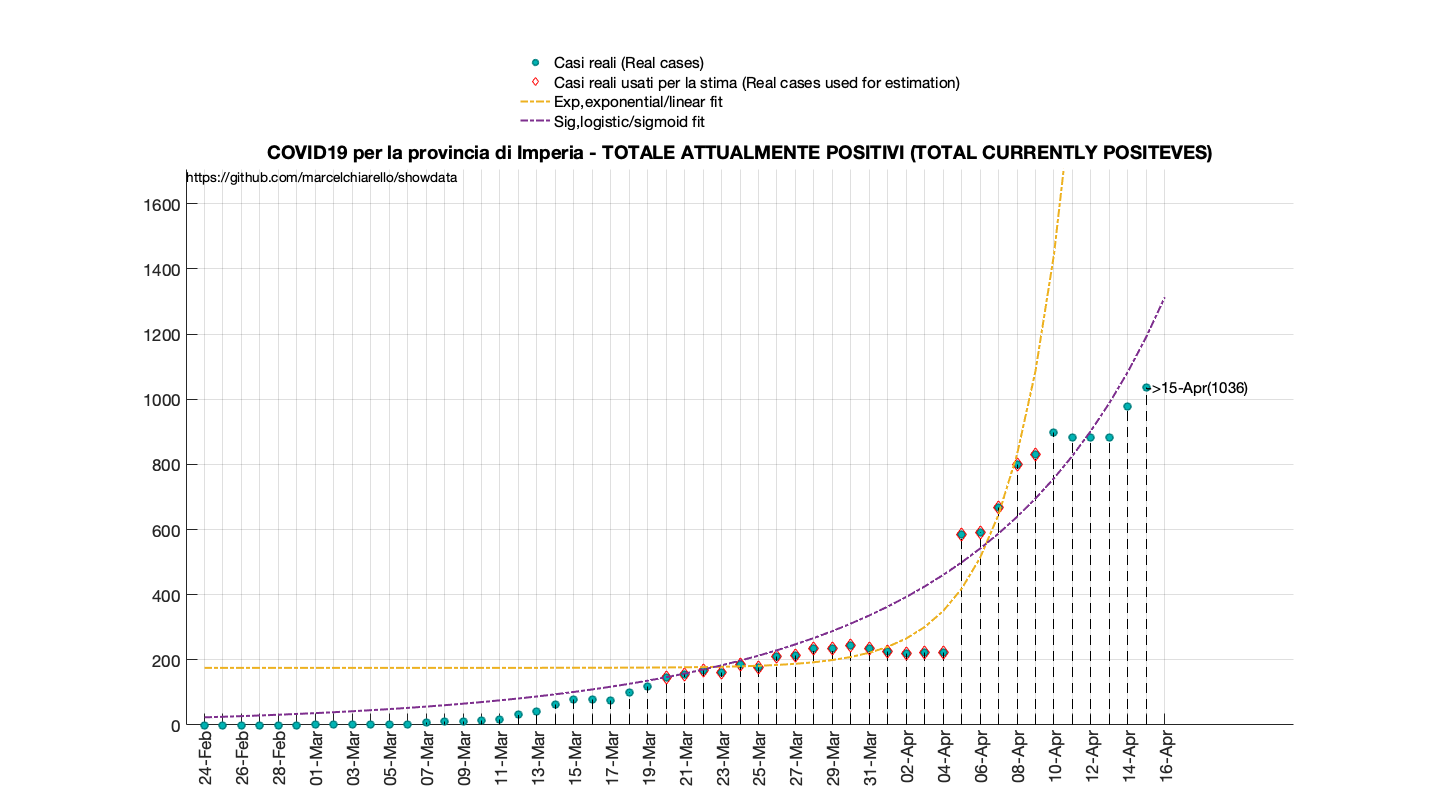 Casi reali (Real cases)
Casi reali usati per la stima (Real cases used for estimation)
Exp,exponential/linear fit
Sig,logistic/sigmoid fit
COVID19 per la provincia di Imperia - TOTALE ATTUALMENTE POSITIVI (TOTAL CURRENTLY POSITEVES)
https://github.com/marcelchiarello/showdata
1600
1400
1200
1000
->15-Apr(1036)
800
600
400
200
0
24-Feb 26-Feb 28-Feb 01-Mar 03-Mar 05-Mar 07-Mar 09-Mar 11-Mar 13-Mar 15-Mar 17-Mar 19-Mar 21-Mar 23-Mar 25-Mar 27-Mar 29-Mar 31-Mar 02-Apr 04-Apr 06-Apr 08-Apr 10-Apr 12-Apr 14-Apr 16-Apr